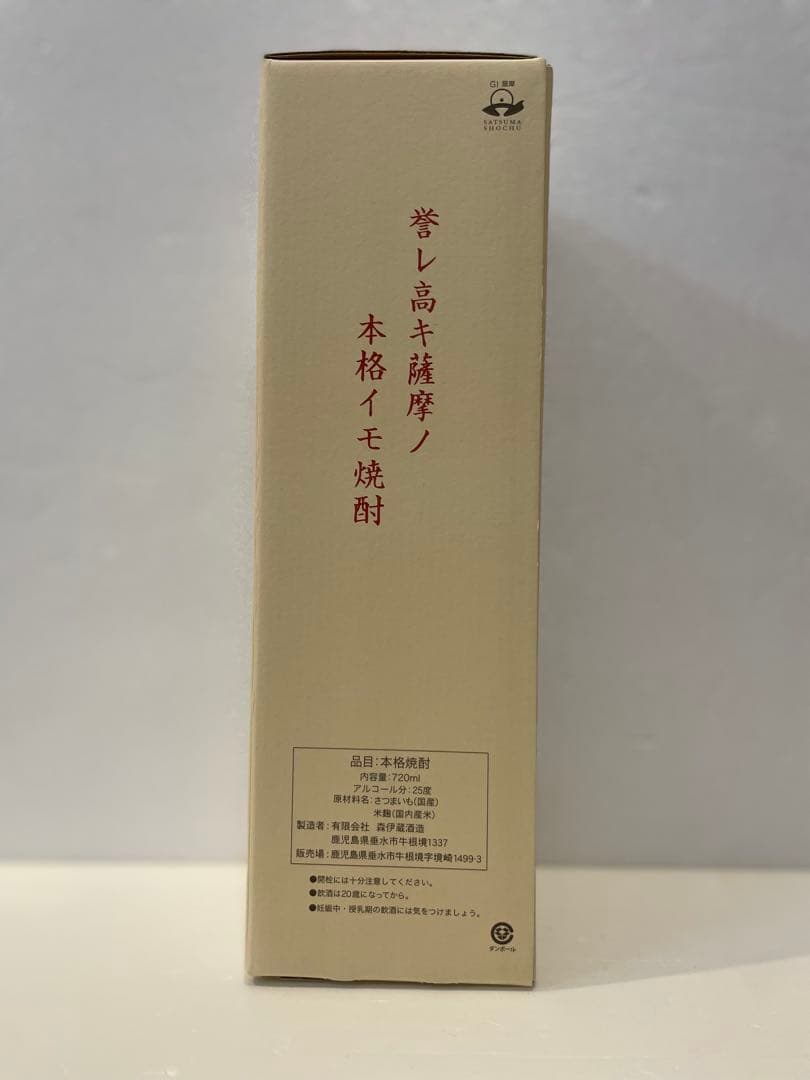 GI 薩摩
SATSUMA
SHOCHU
誉レ高キ薩摩ノ
本格イモ焼酎
品目:本格焼酎
内容量:720ml
アルコール分:25度
原材料名:さつまいも(国産)
米麹(国内産米)
製造者:有限会社 森伊蔵酒造
鹿児島県垂水市牛根境1337
販売場:鹿児島県垂水市牛根境字境崎1499-3
●開栓には十分注意してください。
●飲酒は20歳になってから。
●妊娠中・授乳期の飲酒には気をつけましょう。
ダンボール